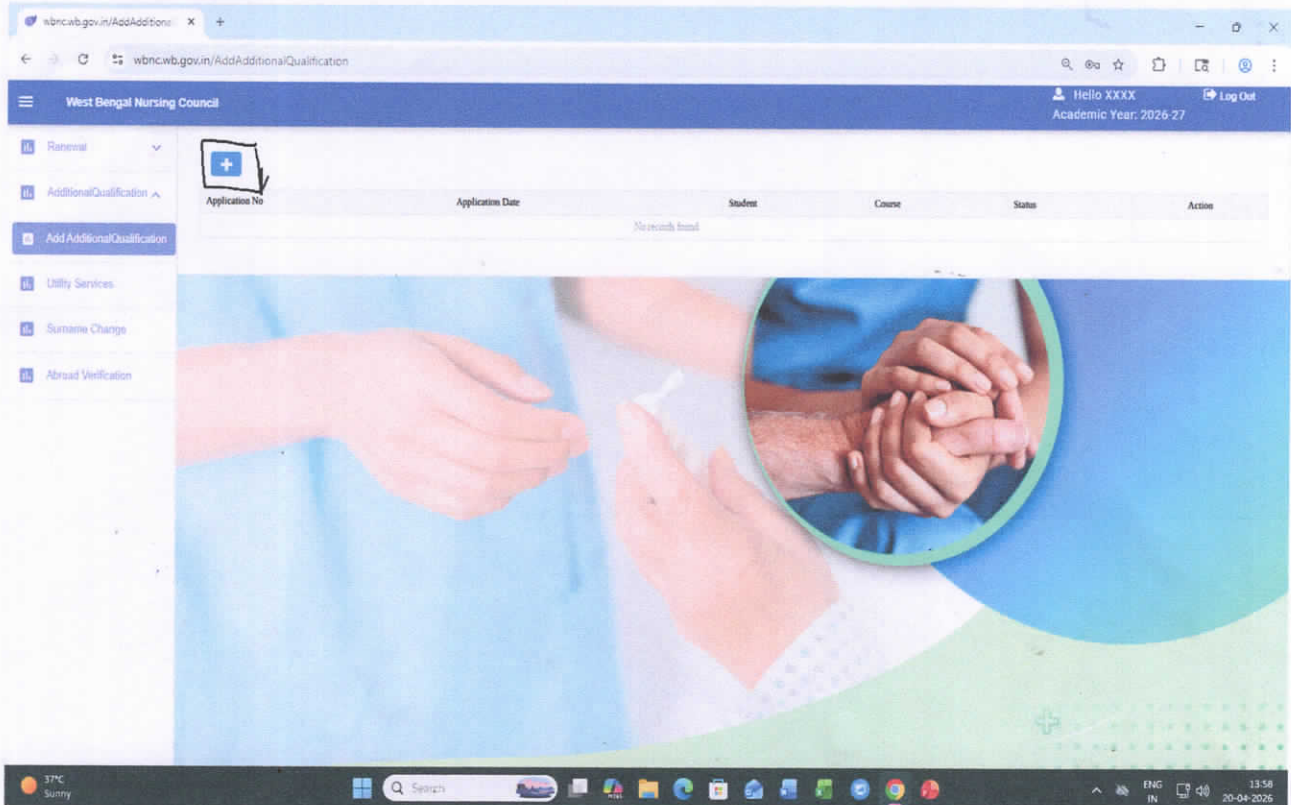 wbnc.wb.gov.in/AddAdditiona
wbnc.wb.gov.in/AddAdditionalQualification
West Bengal Nursing Council
Hello XXXX
Log Out
Academic Year: 2026-27
Renewal
AdditionalQualification
Add AdditionalQualification
Utility Services
Surname Change
Abroad Verification
Application No Application Date Student Course Status Action
No records found
37°C
Sunny
Search
ENG
IN
13:58
20-04-2026